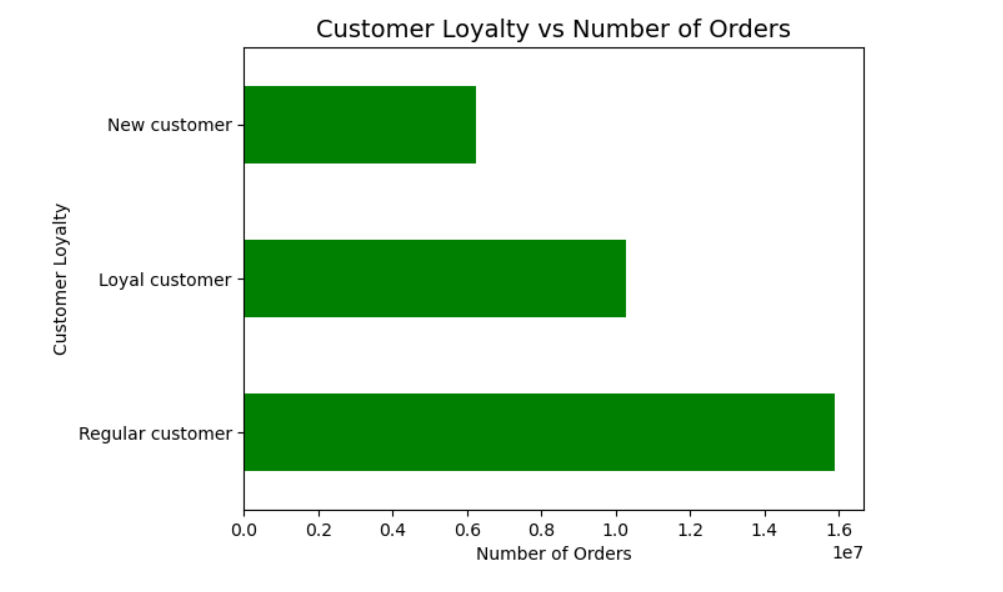 Customer Loyalty vs Number of Orders
Customer Loyalty
New customer
Loyal customer
Regular customer
0.0 0.2 0.4 0.6 0.8 1.0 1.2 1.4 1.6
1e7
Number of Orders